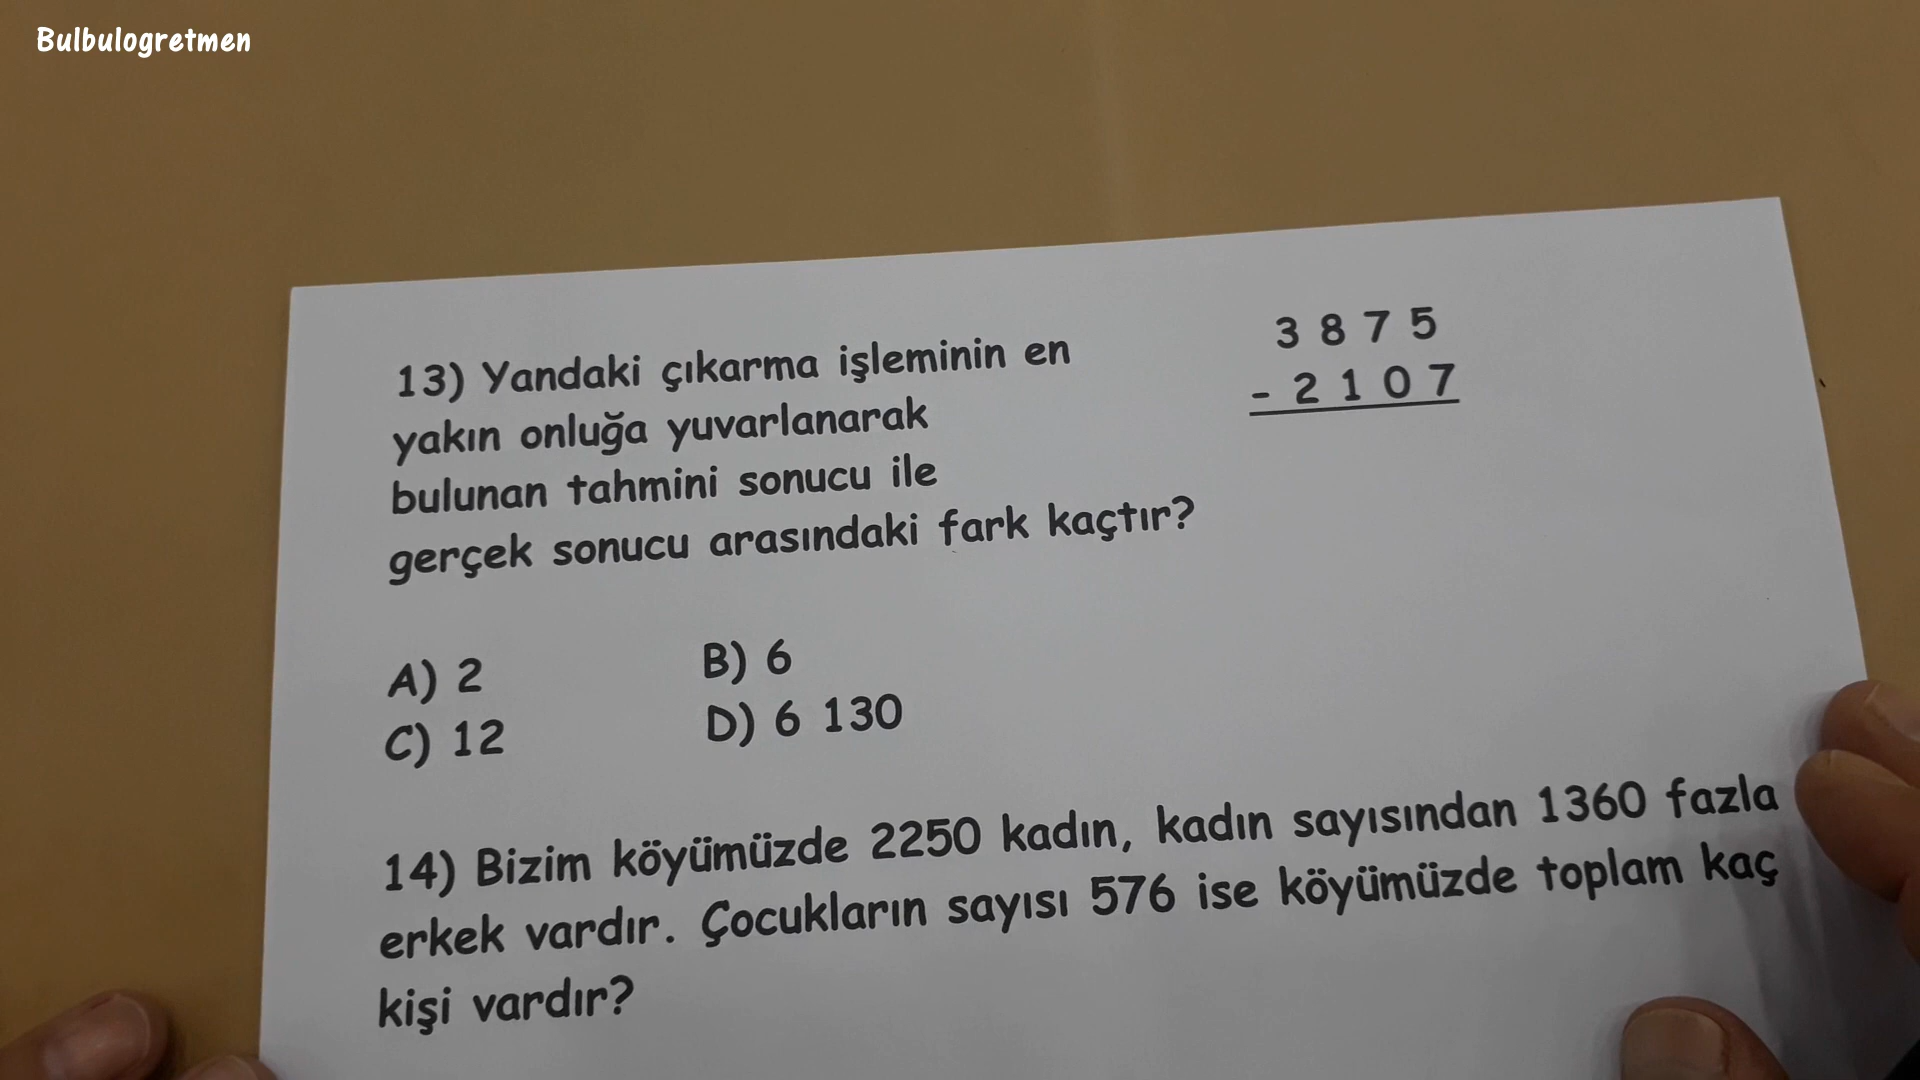 Bulbulogretmen
13) Yandaki çıkarma işleminin en
yakın onluğa yuvarlanarak
bulunan tahmini sonucu ile
gerçek sonucu arasındaki fark kaçtır?
3 8 7 5
- 2 1 0 7
A) 2 B) 6
C) 12 D) 6 130
14) Bizim köyümüzde 2250 kadın, kadın sayısından 1360 fazla
erkek vardır. Çocukların sayısı 576 ise köyümüzde toplam kaç
kişi vardır?